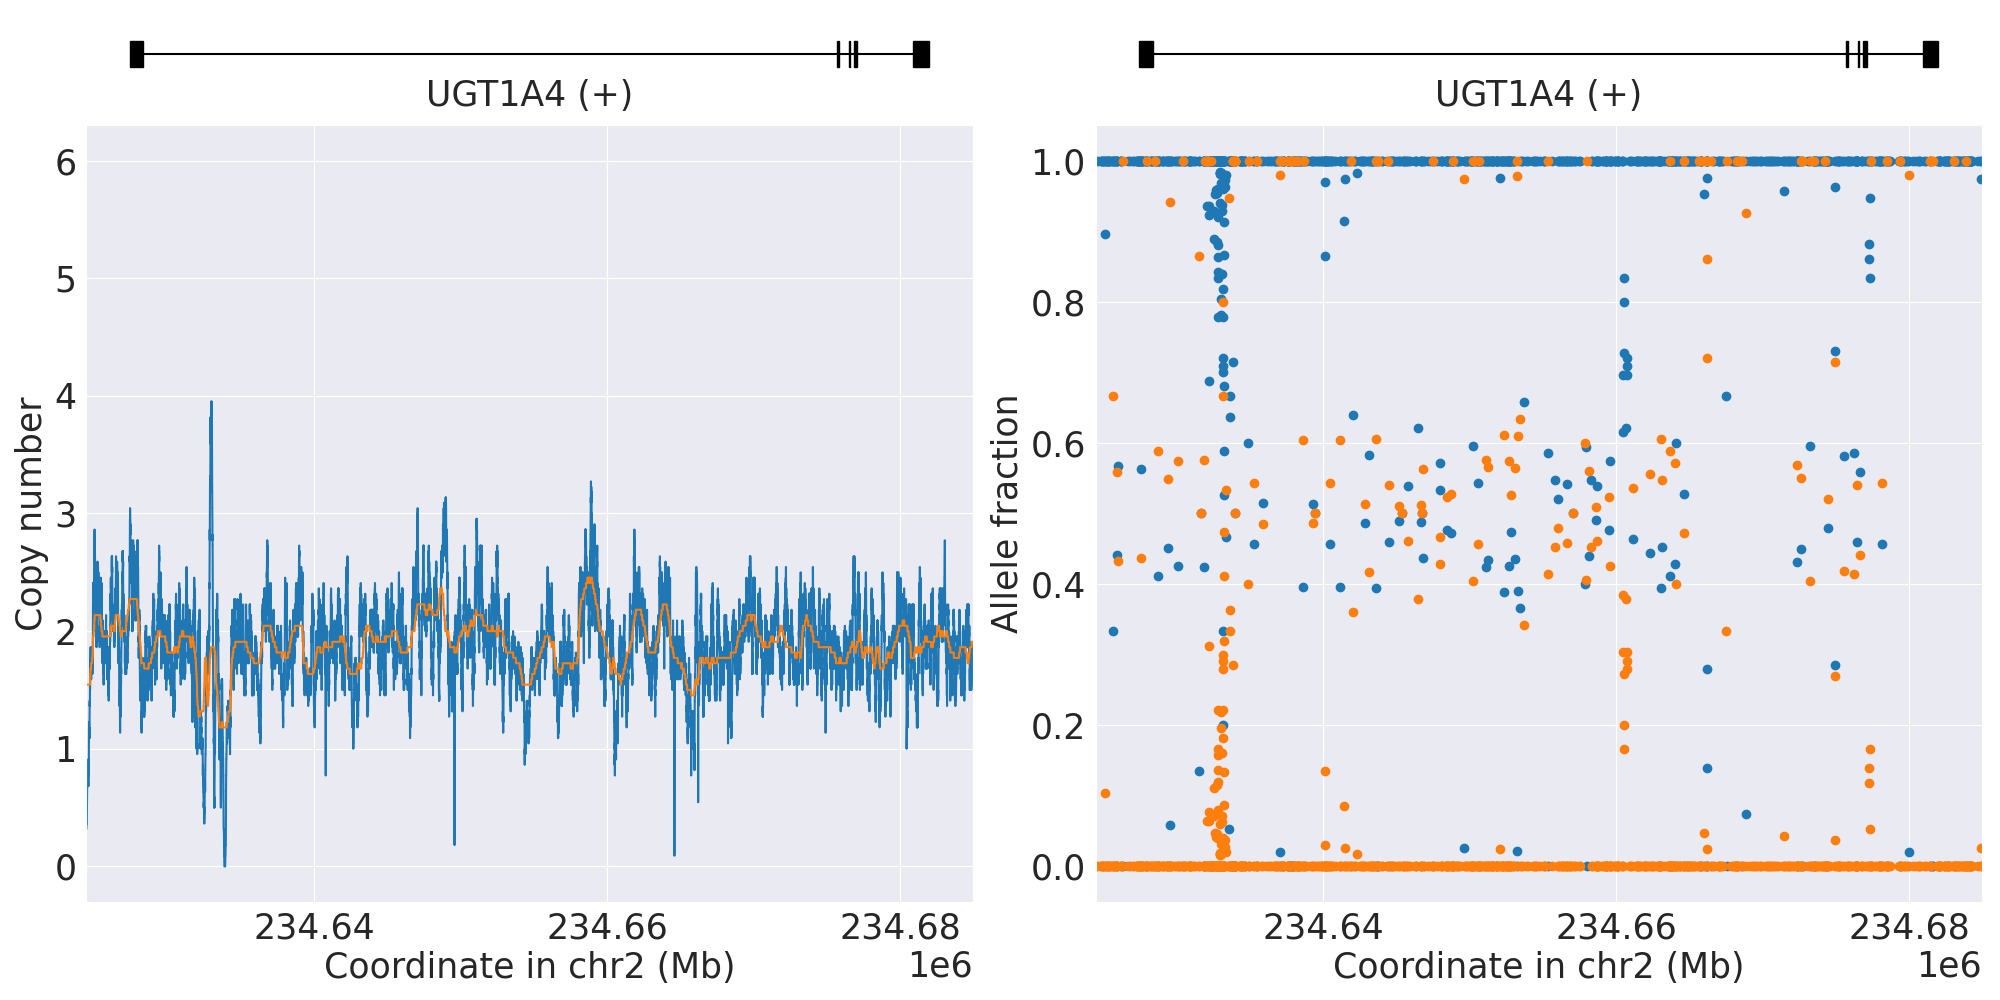 UGT1A4 (+)
Copy number
6
5
4
3
2
1
0
234.64 234.66 234.68
1e6
Coordinate in chr2 (Mb)
UGT1A4 (+)
Allele fraction
1.0
0.8
0.6
0.4
0.2
0.0
234.64 234.66 234.68
1e6
Coordinate in chr2 (Mb)